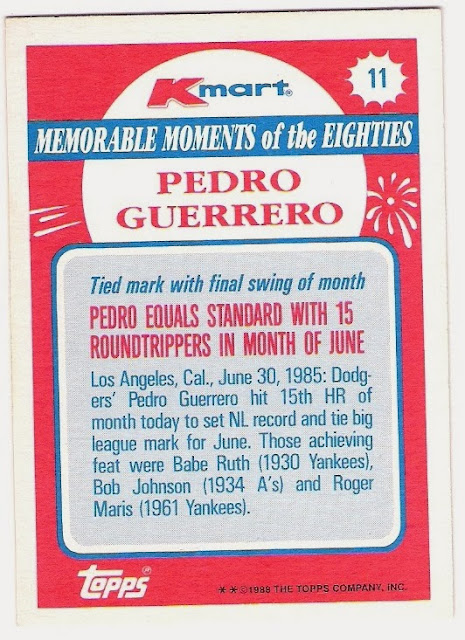 Kmart®
11
MEMORABLE MOMENTS of the EIGHTIES
PEDRO
GUERRERO
Tied mark with final swing of month
PEDRO EQUALS STANDARD WITH 15
ROUNDTRIPPERS IN MONTH OF JUNE
Los Angeles, Cal., June 30, 1985: Dodg-
ers' Pedro Guerrero hit 15th HR of
month today to set NL record and tie big
league mark for June. Those achieving
feat were Babe Ruth (1930 Yankees),
Bob Johnson (1934 A's) and Roger
Maris (1961 Yankees).
topps®
**©1988 THE TOPPS COMPANY, INC.